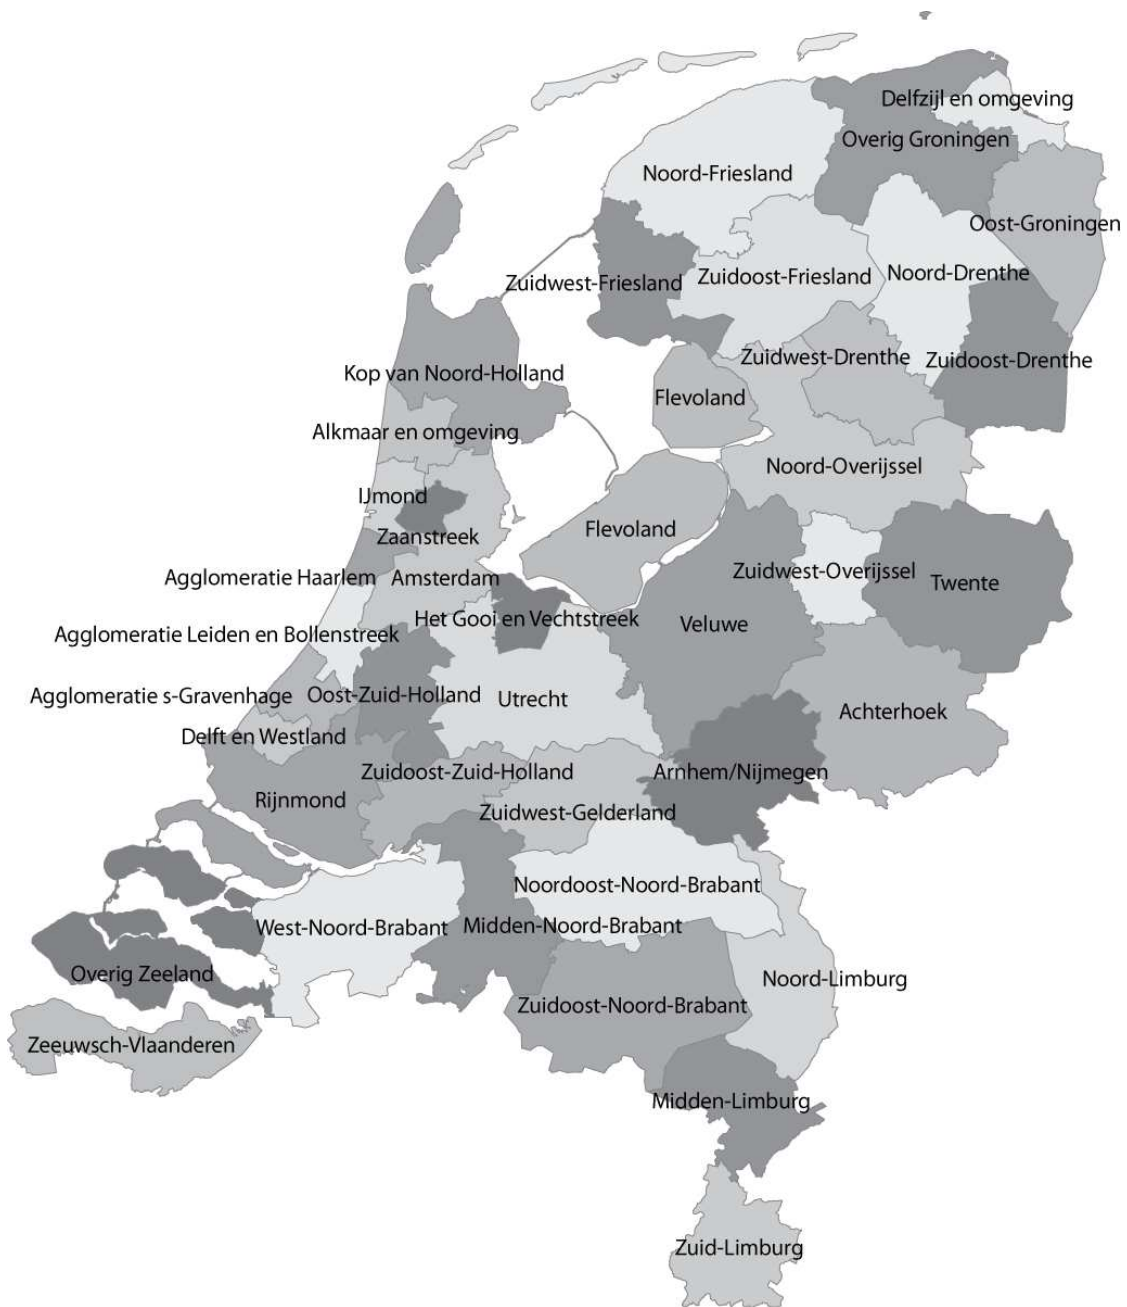 Delfzijl en omgeving
Overig Groningen
Noord-Friesland
Oost-Groningen
Noord-Drenthe
Zuidoost-Friesland
Zuidwest-Friesland
Zuidwest-Drenthe
Zuidoost-Drenthe
Kop van Noord-Holland
Flevoland
Alkmaar en omgeving
Noord-Overijssel
IJmond
Flevoland
Zaanstreek
Zuidwest-Overijssel
Agglomeratie Haarlem
Amsterdam
Twente
Het Gooi en Vechtstreek
Veluwe
Agglomeratie Leiden en Bollenstreek
Agglomeratie s-Gravenhage
Oost-Zuid-Holland
Utrecht
Achterhoek
Delft en Westland
Zuidoost-Zuid-Holland
Arnhem/Nijmegen
Rijnmond
Zuidwest-Gelderland
Noordoost-Noord-Brabant
West-Noord-Brabant
Midden-Noord-Brabant
Overig Zeeland
Noord-Limburg
Zuidoost-Noord-Brabant
Zeeuwsch-Vlaanderen
Midden-Limburg
Zuid-Limburg